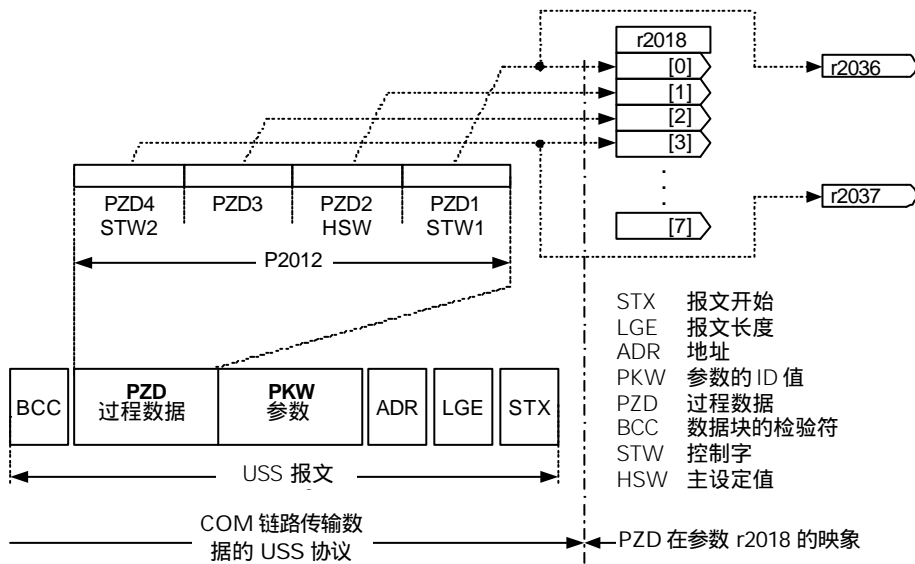 r2018
[0]
[1]
[2]
[3]
[7]
r2036
r2037
PZD4
STW2
PZD3
PZD2
HSW
PZD1
STW1
P2012
BCC
PZD
过程数据
PKW
参数
ADR
LGE
STX
USS 报文
STX 报文开始
LGE 报文长度
ADR 地址
PKW 参数的 ID 值
PZD 过程数据
BCC 数据块的检验符
STW 控制字
HSW 主设定值
COM 链路传输数
据的 USS 协议
PZD 在参数 r2018 的映象